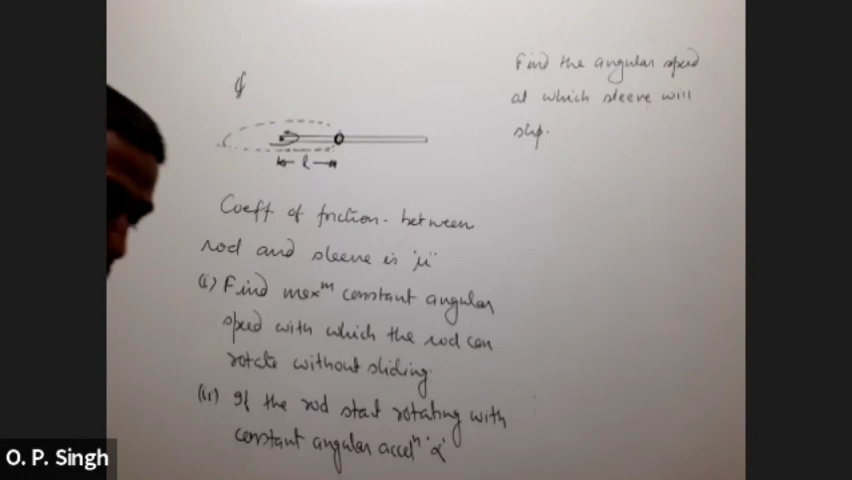 Find the angular speed
at which sleeve will
slip.
l
Coeff of friction. between
rod and sleeve is 'μ'
(i) Find maxm constant angular
speed with which the rod can
rotate without sliding.
(ii) If the rod start rotating with
constant angular acceln 'α'
O. P. Singh